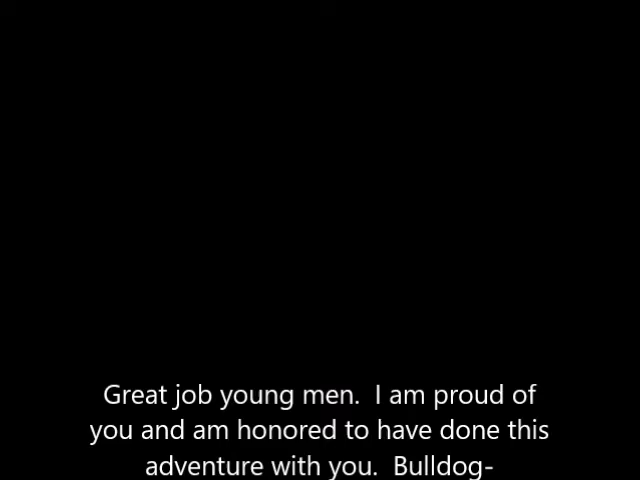 Great job young men.  I am proud of
you and am honored to have done this
adventure with you.  Bulldog-